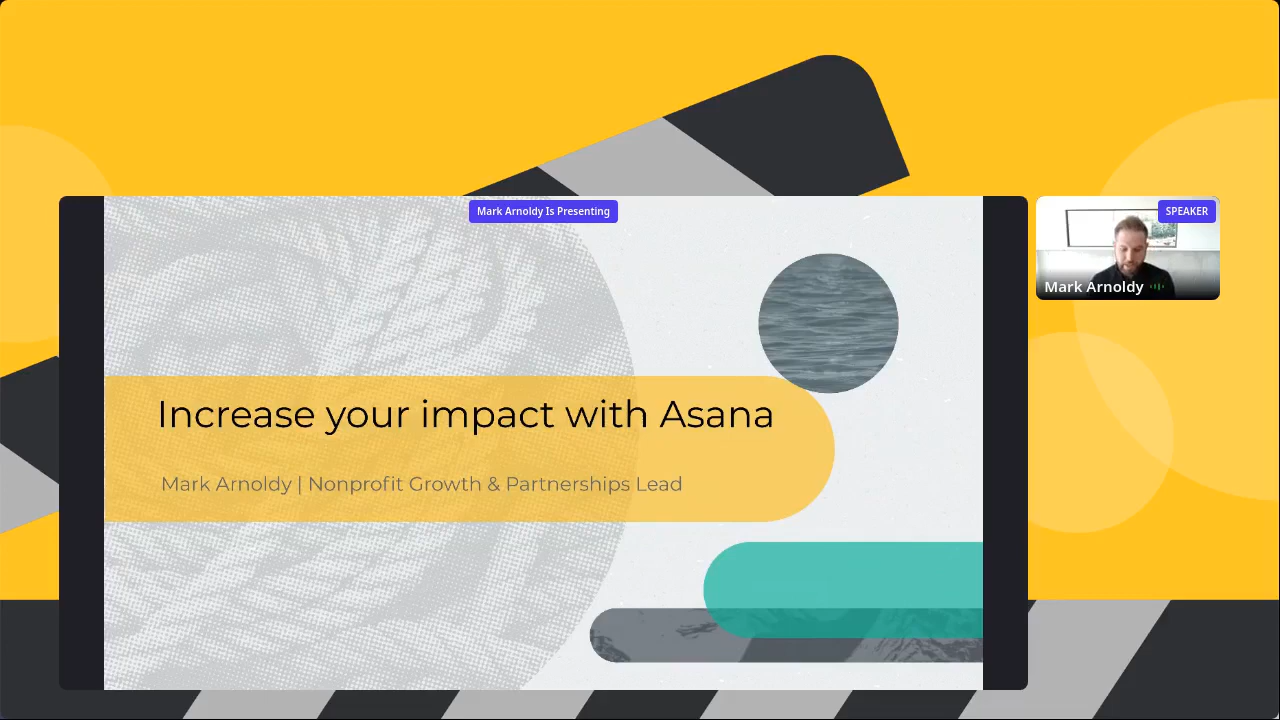 Mark Arnoldy Is Presenting
SPEAKER
Mark Arnoldy
Increase your impact with Asana
Mark Arnoldy | Nonprofit Growth & Partnerships Lead